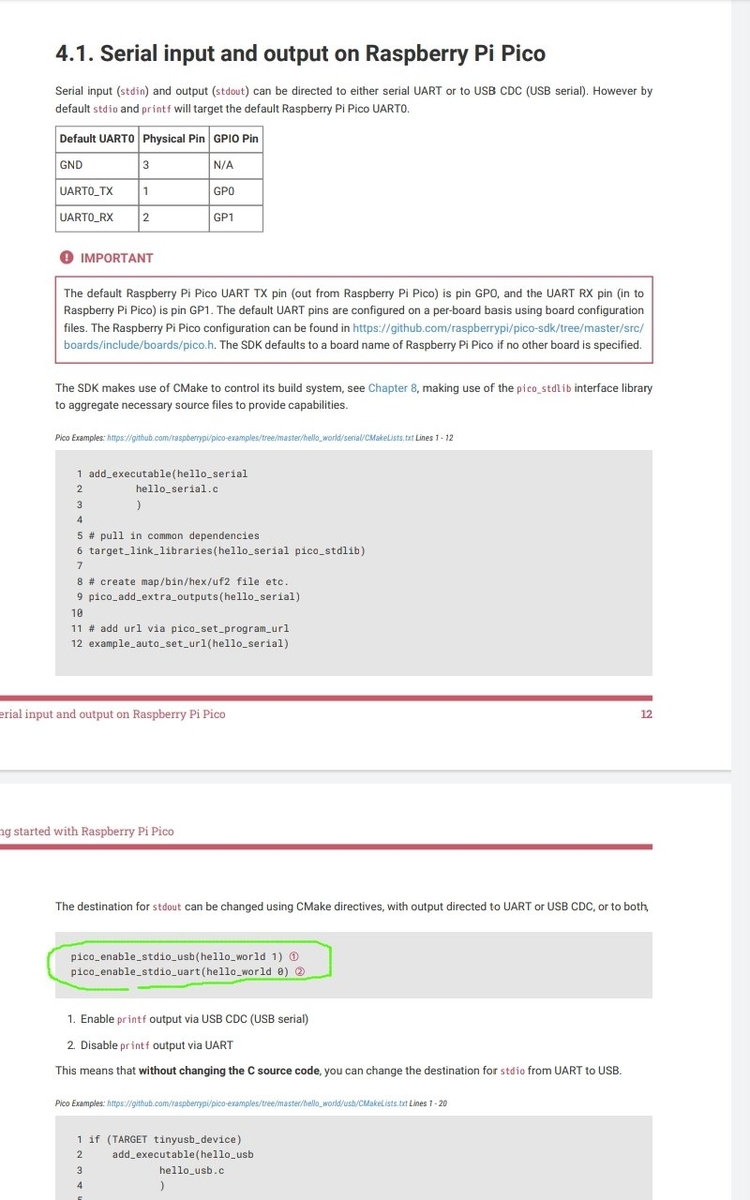 4.1. Serial input and output on Raspberry Pi Pico
Serial input (stdin) and output (stdout) can be directed to either serial UART or to USB CDC (USB serial). However by
default stdio and printf will target the default Raspberry Pi Pico UART0.
Default UART0 Physical Pin GPIO Pin
GND 3 N/A
UART0_TX 1 GP0
UART0_RX 2 GP1
! IMPORTANT
The default Raspberry Pi Pico UART TX pin (out from Raspberry Pi Pico) is pin GP0, and the UART RX pin (in to
Raspberry Pi Pico) is pin GP1. The default UART pins are configured on a per-board basis using board configuration
files. The Raspberry Pi Pico configuration can be found in https://github.com/raspberrypi/pico-sdk/tree/master/src/
boards/include/boards/pico.h. The SDK defaults to a board name of Raspberry Pi Pico if no other board is specified.
The SDK makes use of CMake to control its build system, see Chapter 8, making use of the pico_stdlib interface library
to aggregate necessary source files to provide capabilities.
Pico Examples: https://github.com/raspberrypi/pico-examples/tree/master/hello_world/serial/CMakeLists.txt Lines 1 - 12
1 add_executable(hello_serial
2 hello_serial.c
3 )
4
5 # pull in common dependencies
6 target_link_libraries(hello_serial pico_stdlib)
7
8 # create map/bin/hex/uf2 file etc.
9 pico_add_extra_outputs(hello_serial)
10
11 # add url via pico_set_program_url
12 example_auto_set_url(hello_serial)
erial input and output on Raspberry Pi Pico 12
ng started with Raspberry Pi Pico
The destination for stdout can be changed using CMake directives, with output directed to UART or USB CDC, or to both,
pico_enable_stdio_usb(hello_world 1) ①
pico_enable_stdio_uart(hello_world 0) ②
1. Enable printf output via USB CDC (USB serial)
2. Disable printf output via UART
This means that without changing the C source code, you can change the destination for stdio from UART to USB.
Pico Examples: https://github.com/raspberrypi/pico-examples/tree/master/hello_world/usb/CMakeLists.txt Lines 1 - 20
1 if (TARGET tinyusb_device)
2 add_executable(hello_usb
3 hello_usb.c
4 )